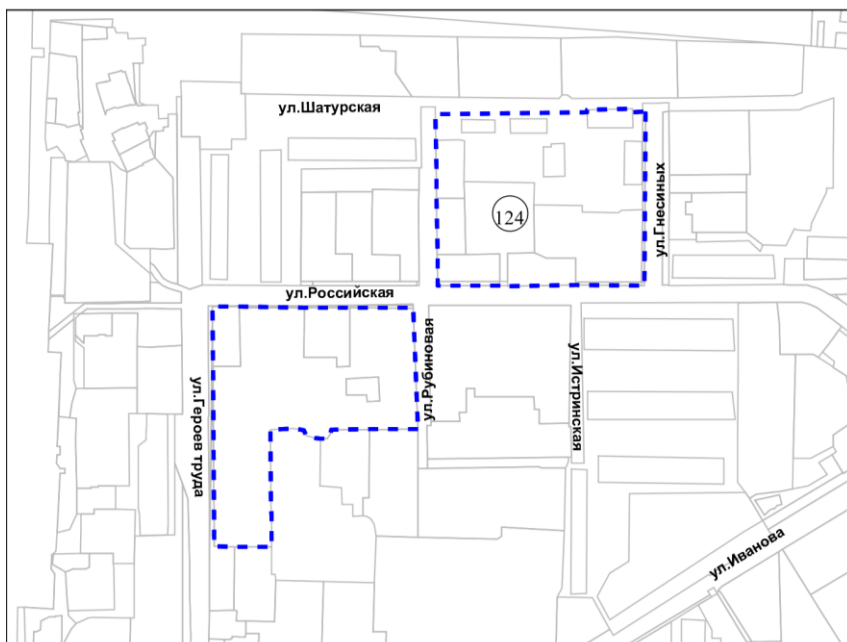 ул.Шатурская
124
ул.Гнесиных
ул.Российская
ул.Рубиновая
ул.Истринская
ул.Героев труда
ул.Иванова